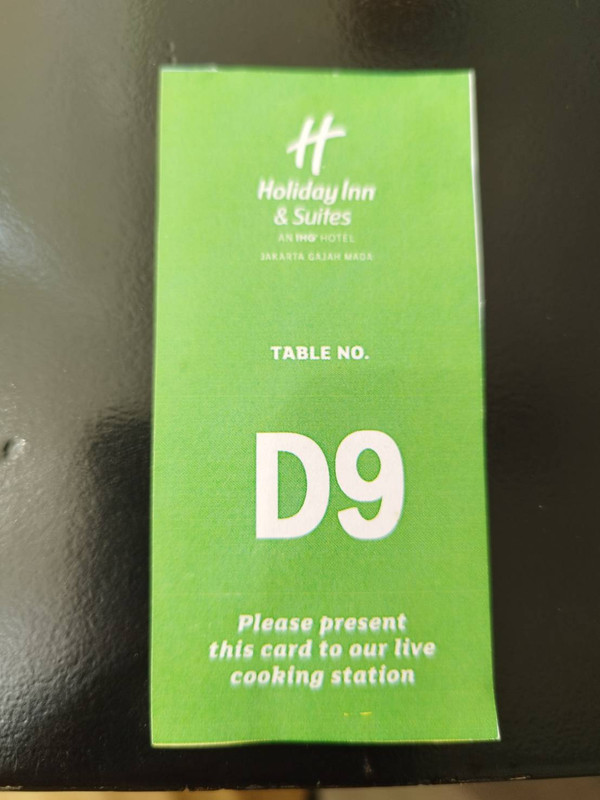 H
Holiday Inn
& Suites
AN IHG® HOTEL
JAKARTA GAJAH MADA
TABLE NO.
D9
Please present
this card to our live
cooking station